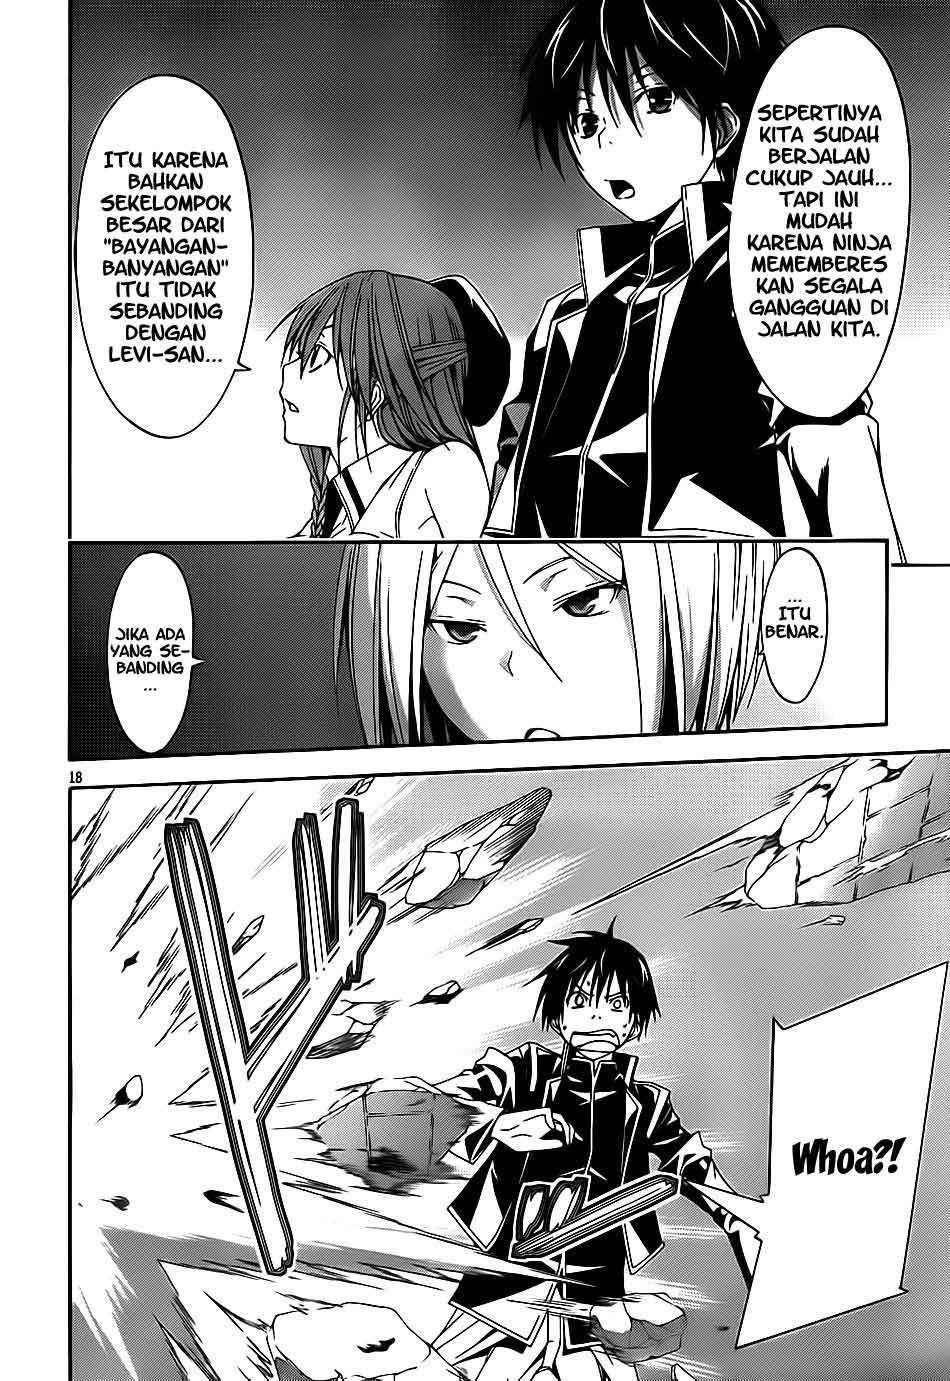 SEPERTINYA
KITA SUDAH
BERJALAN
CUKUP JAUH...
TAPI INI
MUDAH
KARENA NINJA
MEMEMBERES
KAN SEGALA
GANGGUAN DI
JALAN KITA.
ITU KARENA
BAHKAN
SEKELOMPOK
BESAR DARI
"BAYANGAN-
BANYANGAN"
ITU TIDAK
SEBANDING
DENGAN
LEVI-SAN...
...
ITU
BENAR.
JIKA ADA
YANG SE-
BANDING
...
18
Whoa?!